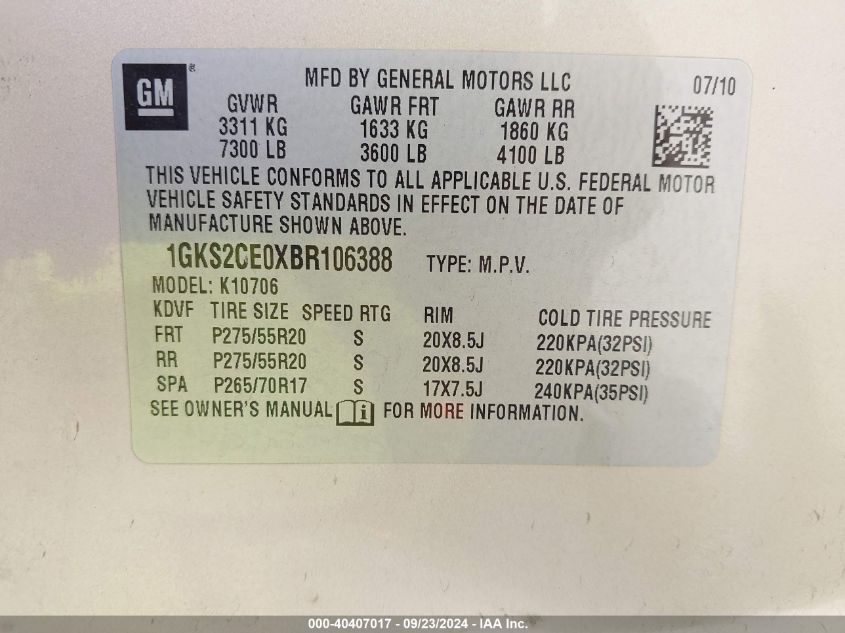 GM ®
MFD BY GENERAL MOTORS LLC 07/10
GVWR GAWR FRT GAWR RR
3311 KG 1633 KG 1860 KG
7300 LB 3600 LB 4100 LB
THIS VEHICLE CONFORMS TO ALL APPLICABLE U.S. FEDERAL MOTOR
VEHICLE SAFETY STANDARDS IN EFFECT ON THE DATE OF
MANUFACTURE SHOWN ABOVE.
1GKS2CE0XBR106388 TYPE: M.P.V.
MODEL: K10706
KDVF TIRE SIZE SPEED RTG RIM COLD TIRE PRESSURE
FRT P275/55R20 S 20X8.5J 220KPA(32PSI)
RR P275/55R20 S 20X8.5J 220KPA(32PSI)
SPA P265/70R17 S 17X7.5J 240KPA(35PSI)
SEE OWNER'S MANUAL i FOR MORE INFORMATION.
000-40407017 - 09/23/2024 - IAA Inc.